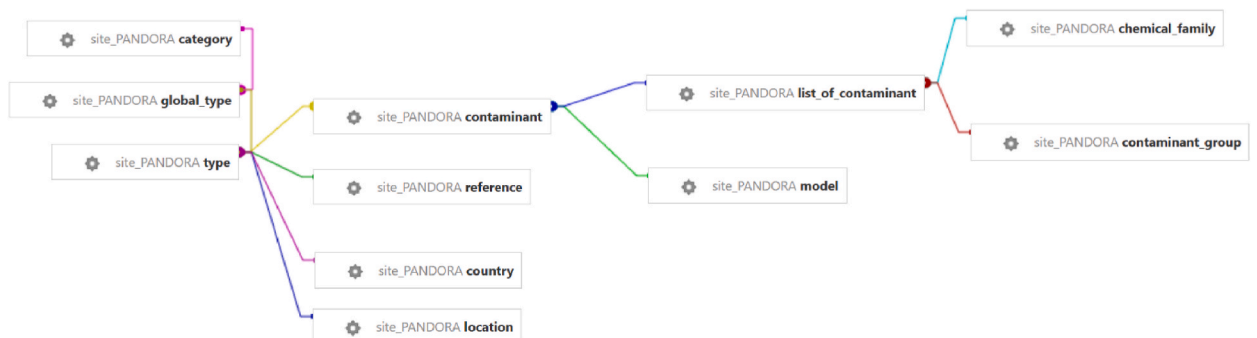 site_PANDORA category
site_PANDORA global_type
site_PANDORA type
site_PANDORA contaminant
site_PANDORA reference
site_PANDORA country
site_PANDORA location
site_PANDORA list_of_contaminant
site_PANDORA model
site_PANDORA chemical_family
site_PANDORA contaminant_group